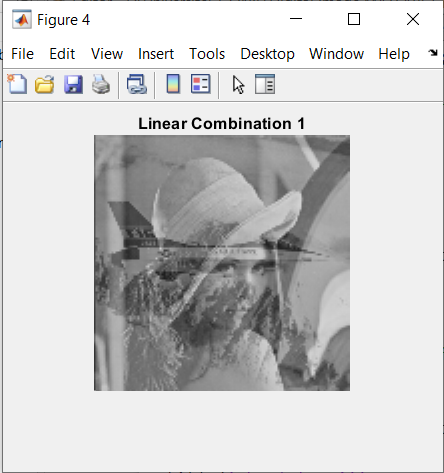 Figure 4
File Edit View Insert Tools Desktop Window Help
Linear Combination 1